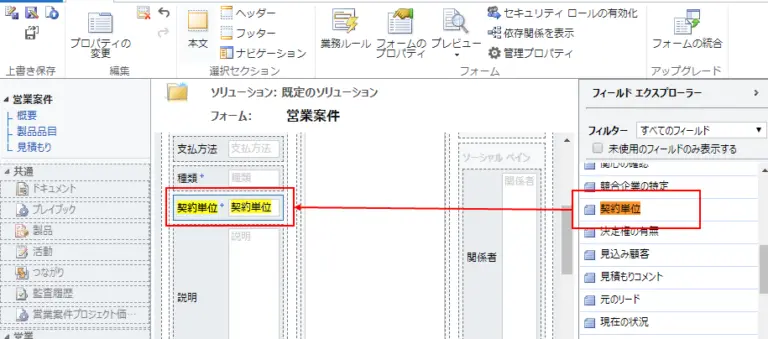 上書き保存
プロパティの
変更
編集
本文
ヘッダー
フッター
ナビゲーション
選択セクション
業務ルール
フォームの
プロパティ
プレビュー
セキュリティ ロールの有効化
依存関係を表示
管理プロパティ
フォーム
フォームの統合
アップグレード
営業案件
概要
製品品目
見積もり
共通
ドキュメント
プレイブック
製品
活動
つながり
監査履歴
営業案件プロジェクト価...
営業
ソリューション: 既定のソリューション
フォーム: 営業案件
支払方法 支払方法
種類* 種類
契約単位* 契約単位
説明
説明
ソーシャル ペイン
関係者
関係者
フィールド エクスプローラー
フィルター すべてのフィールド
未使用のフィールドのみ表示する
関心の確認
競合企業の特定
契約単位
決定権の有無
見込み顧客
見積もりコメント
元のリード
現在の状況